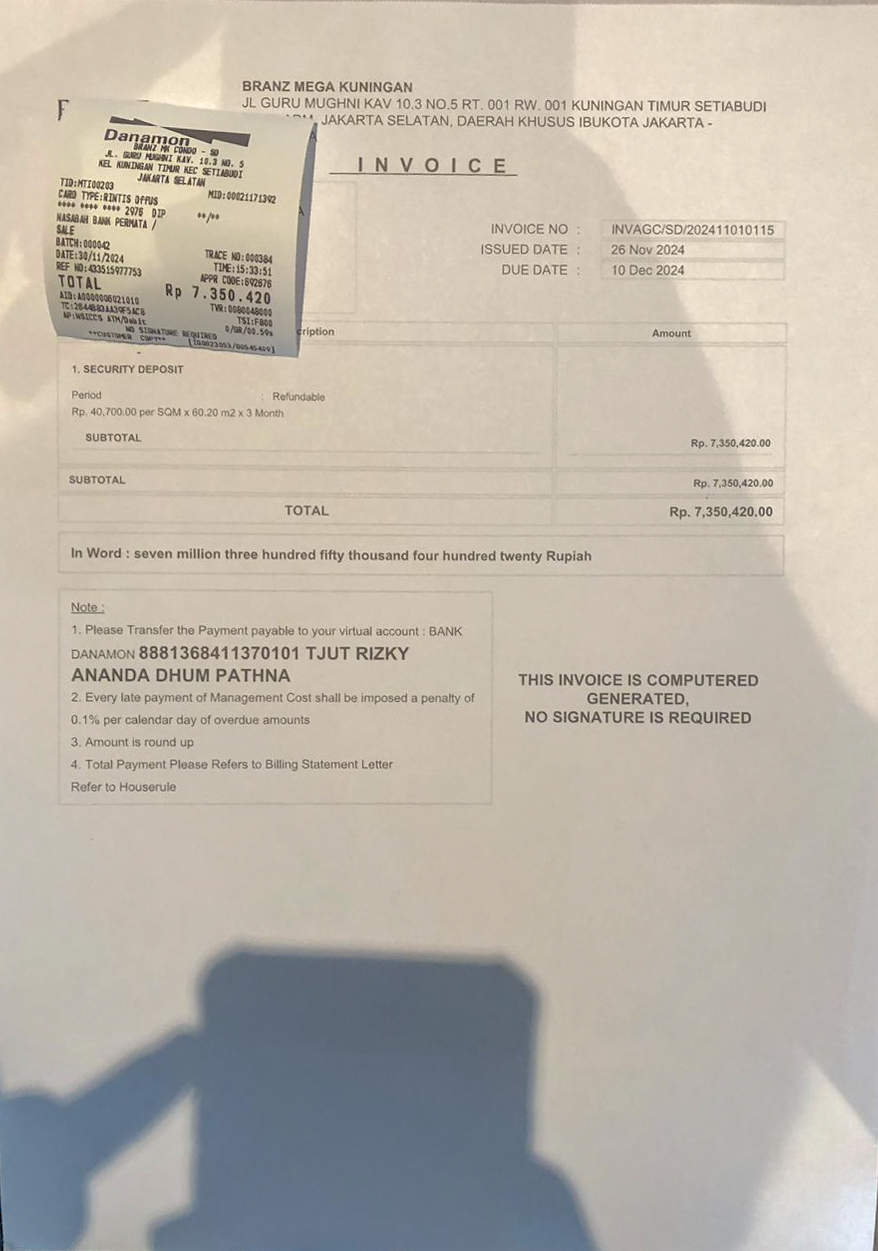 BRANZ MEGA KUNINGAN
JL GURU MUGHNI KAV 10.3 NO.5 RT. 001 RW. 001 KUNINGAN TIMUR SETIABUDI
JAKARTA SELATAN, DAERAH KHUSUS IBUKOTA JAKARTA -
INVOICE
Danamon
BRANZ MK CONDO - SD
JL. GURU MUGHNI KAV. 10.3 NO. 5
KEL KUNINGAN TIMUR KEC SETIABUDI
JAKARTA SELATAN
TID:MTI00203 MID:00021171392
CARD TYPE:RINTIS OffUS
**** **** **** 2976 DIP **/**
NASABAH BANK PERMATA /
SALE
BATCH:000042 TRACE NO:000384
DATE:30/11/2024 TIME:15:33:51
REF NO:433515977753 APPR CODE:692676
TOTAL Rp 7.350.420
AID:A0000006021010 TVR:0080048000
TC:2844B83AA39F5AC8 TSI:F800
AP:NSICCS ATM/Debit 0/GR/00.59s
NO SIGNATURE REQUIRED
**CUSTOMER COPY**
INVOICE NO : INVAGC/SD/202411010115
ISSUED DATE : 26 Nov 2024
DUE DATE : 10 Dec 2024
cription Amount
1. SECURITY DEPOSIT
Period : Refundable
Rp. 40,700.00 per SQM x 60.20 m2 x 3 Month
SUBTOTAL Rp. 7,350,420.00
SUBTOTAL Rp. 7,350,420.00
TOTAL Rp. 7,350,420.00
In Word : seven million three hundred fifty thousand four hundred twenty Rupiah
Note :
1. Please Transfer the Payment payable to your virtual account : BANK
DANAMON 8881368411370101 TJUT RIZKY
ANANDA DHUM PATHNA
2. Every late payment of Management Cost shall be imposed a penalty of
0.1% per calendar day of overdue amounts
3. Amount is round up
4. Total Payment Please Refers to Billing Statement Letter
Refer to Houserule
THIS INVOICE IS COMPUTERED
GENERATED,
NO SIGNATURE IS REQUIRED